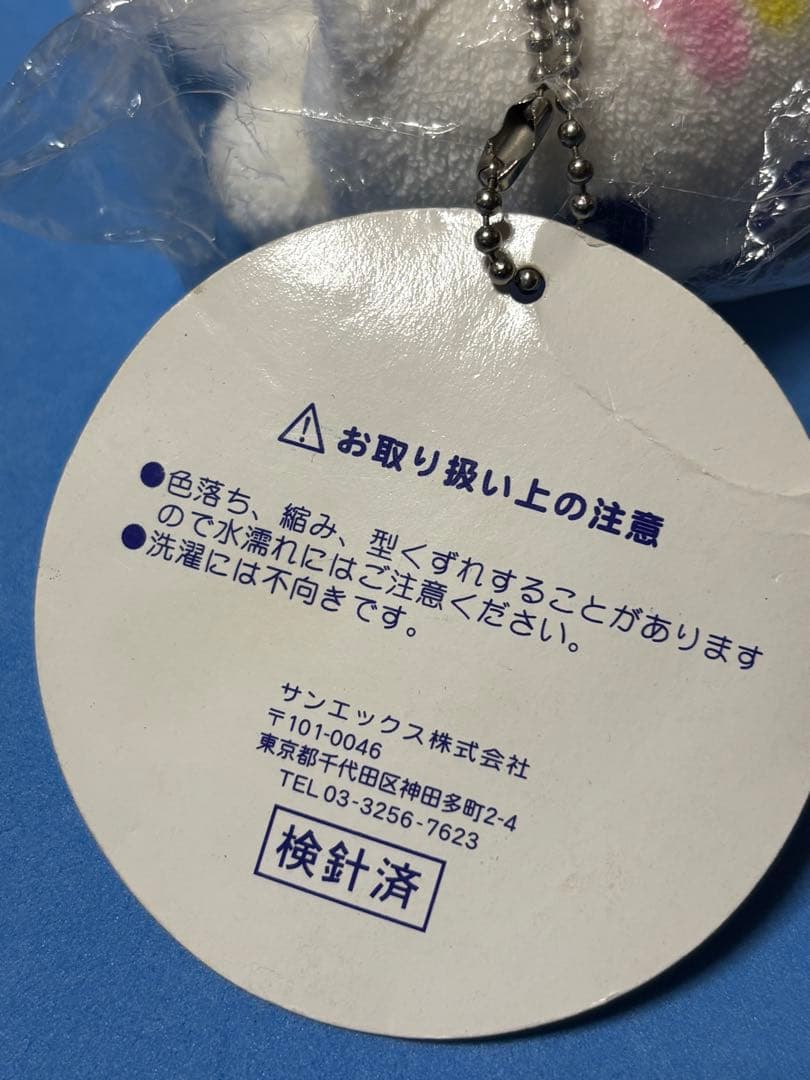 ⚠お取り扱い上の注意
●色落ち、縮み、型くずれすることがあります
ので水濡れにはご注意ください。
●洗濯には不向きです。
サンエックス株式会社
〒101-0046
東京都千代田区神田多町2-4
TEL 03-3256-7623
検針済